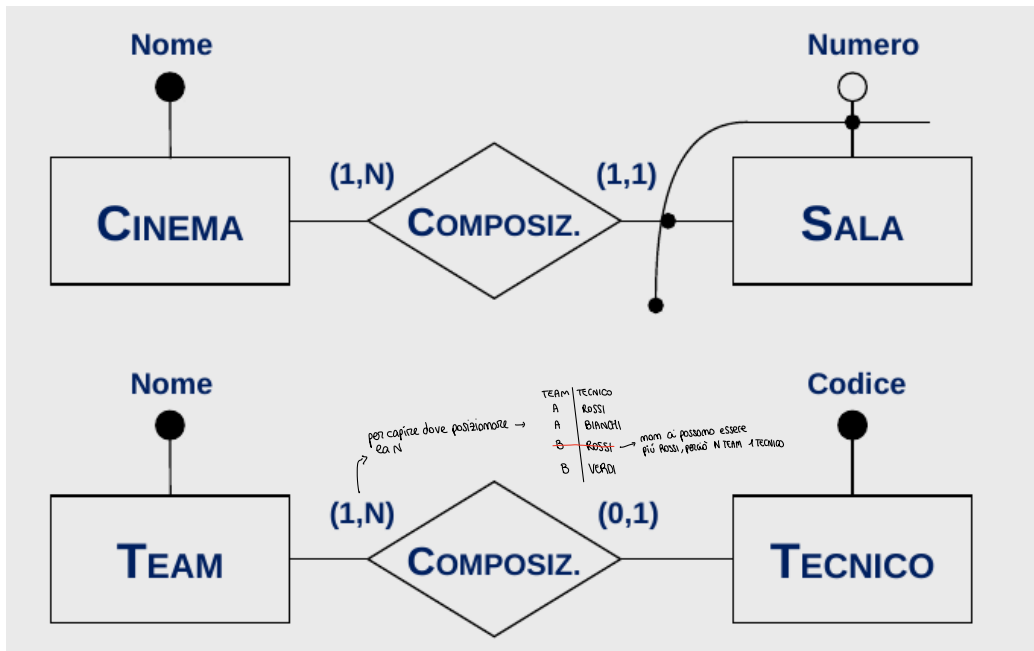 Nome
Numero
(1,N)
(1,1)
CINEMA
COMPOSIZ.
SALA
Nome
Codice
TEAM TECNICO
A ROSSI
A BIANCHI
B ROSSI
B VERDI
per capire dove posizionare
la N
non ci possono essere
più ROSSI, perciò N TEAM 1 TECNICO
(1,N)
(0,1)
TEAM
COMPOSIZ.
TECNICO